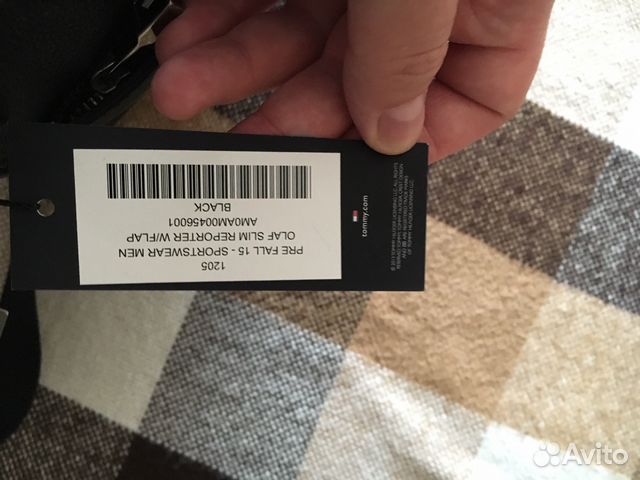 1205
PRE FALL 15 - SPORTSWEAR MEN
OLAF SLIM REPORTER W/FLAP
AM0AM00456001
BLACK
tommy.com
Avito